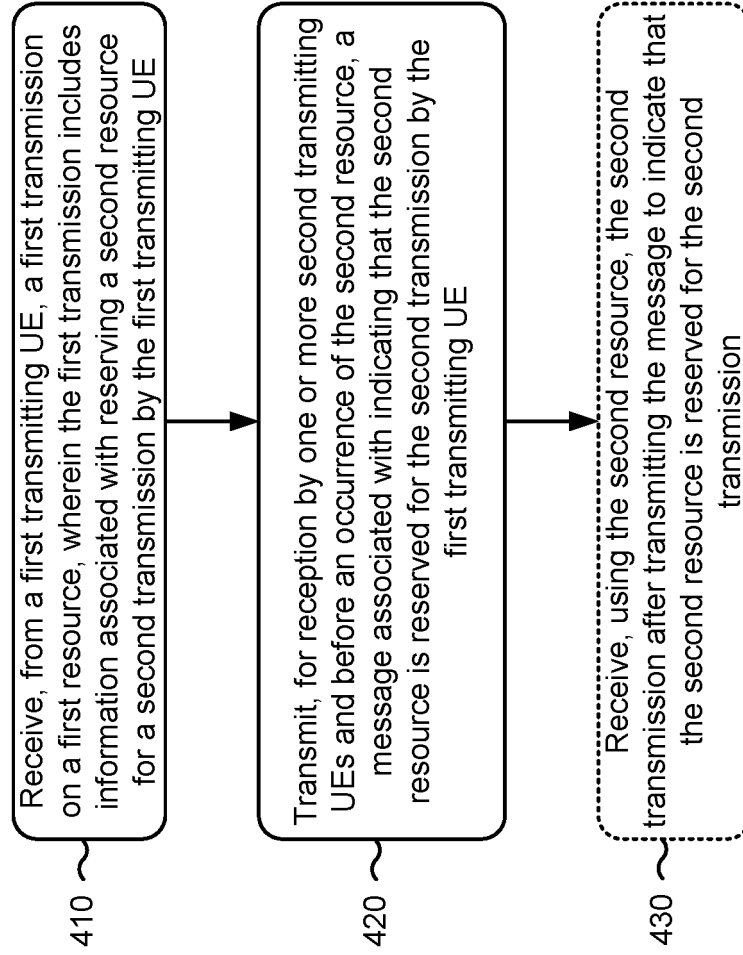 410
Receive, from a first transmitting UE, a first transmission
on a first resource, wherein the first transmission includes
information associated with reserving a second resource
for a second transmission by the first transmitting UE
420
Transmit, for reception by one or more second transmitting
UEs and before an occurrence of the second resource, a
message associated with indicating that the second
resource is reserved for the second transmission by the
first transmitting UE
430
Receive, using the second resource, the second
transmission after transmitting the message to indicate that
the second resource is reserved for the second
transmission